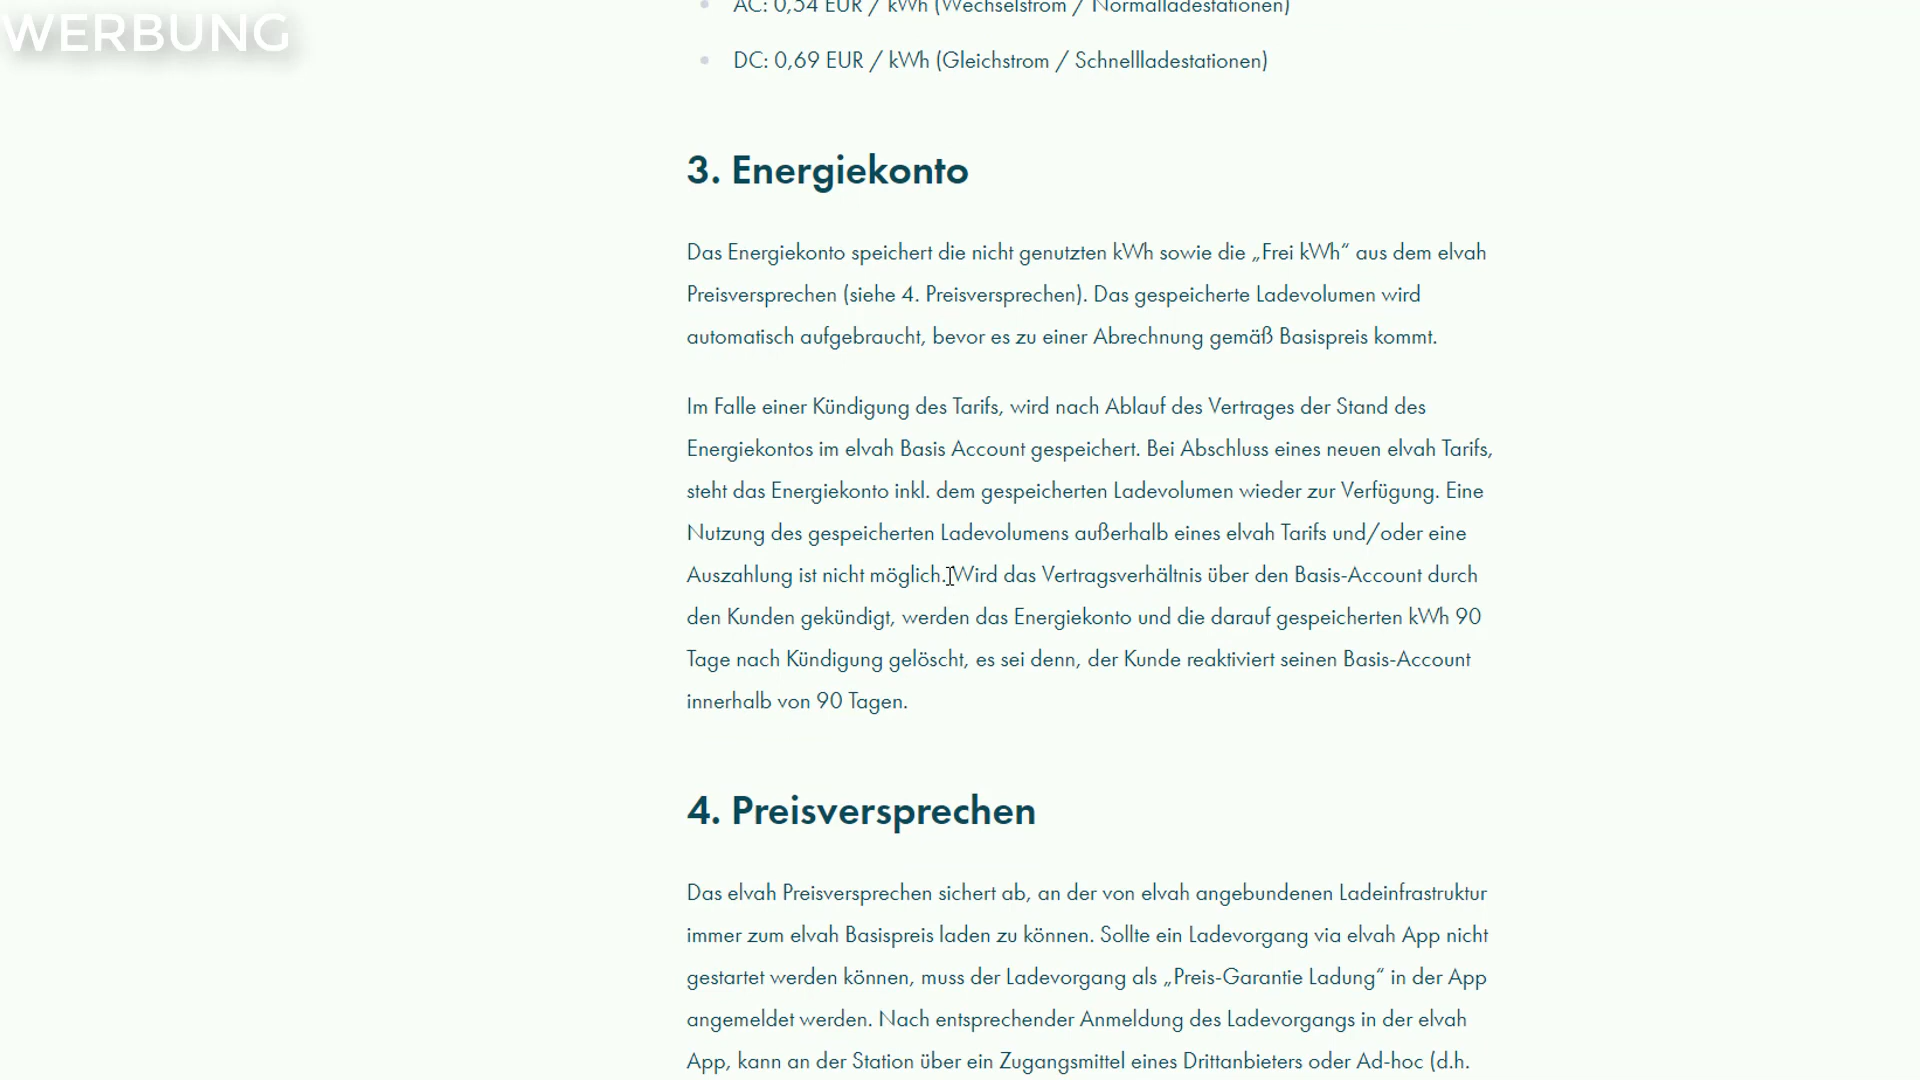 WERBUNG
AC: 0,54 EUR / kWh (Wechselstrom / Normalladestationen)
DC: 0,69 EUR / kWh (Gleichstrom / Schnellladestationen)
3. Energiekonto
Das Energiekonto speichert die nicht genutzten kWh sowie die „Frei kWh“ aus dem elvah
Preisversprechen (siehe 4. Preisversprechen). Das gespeicherte Ladevolumen wird
automatisch aufgebraucht, bevor es zu einer Abrechnung gemäß Basispreis kommt.
Im Falle einer Kündigung des Tarifs, wird nach Ablauf des Vertrages der Stand des
Energiekontos im elvah Basis Account gespeichert. Bei Abschluss eines neuen elvah Tarifs,
steht das Energiekonto inkl. dem gespeicherten Ladevolumen wieder zur Verfügung. Eine
Nutzung des gespeicherten Ladevolumens außerhalb eines elvah Tarifs und/oder eine
Auszahlung ist nicht möglich. Wird das Vertragsverhältnis über den Basis-Account durch
den Kunden gekündigt, werden das Energiekonto und die darauf gespeicherten kWh 90
Tage nach Kündigung gelöscht, es sei denn, der Kunde reaktiviert seinen Basis-Account
innerhalb von 90 Tagen.
4. Preisversprechen
Das elvah Preisversprechen sichert ab, an der von elvah angebundenen Ladeinfrastruktur
immer zum elvah Basispreis laden zu können. Sollte ein Ladevorgang via elvah App nicht
gestartet werden können, muss der Ladevorgang als „Preis-Garantie Ladung“ in der App
angemeldet werden. Nach entsprechender Anmeldung des Ladevorgangs in der elvah
App, kann an der Station über ein Zugangsmittel eines Drittanbieters oder Ad-hoc (d.h.